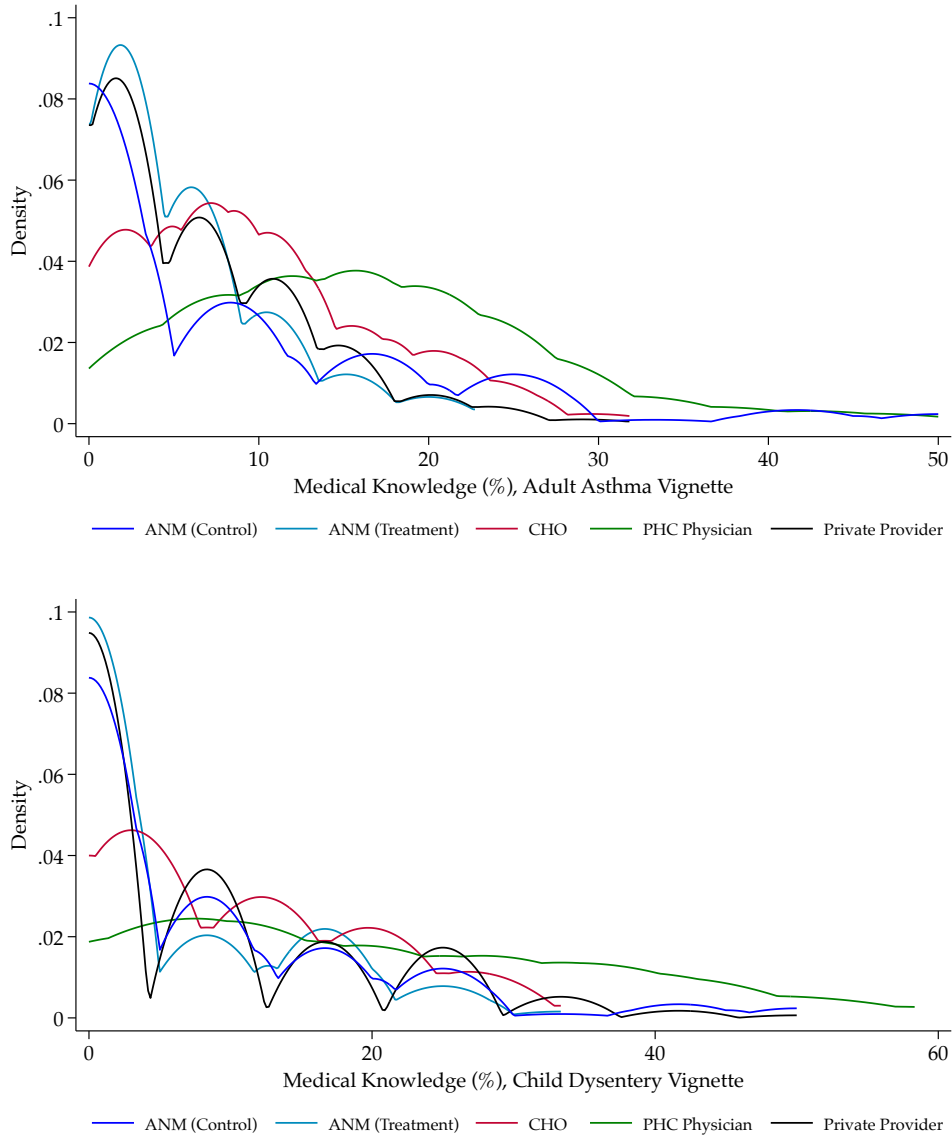 .1
.08
.06
.04
.02
0
Density
0 10 20 30 40 50
Medical Knowledge (%), Adult Asthma Vignette
ANM (Control) ANM (Treatment) CHO PHC Physician Private Provider
.1
.08
.06
.04
.02
0
Density
0 20 40 60
Medical Knowledge (%), Child Dysentery Vignette
ANM (Control) ANM (Treatment) CHO PHC Physician Private Provider